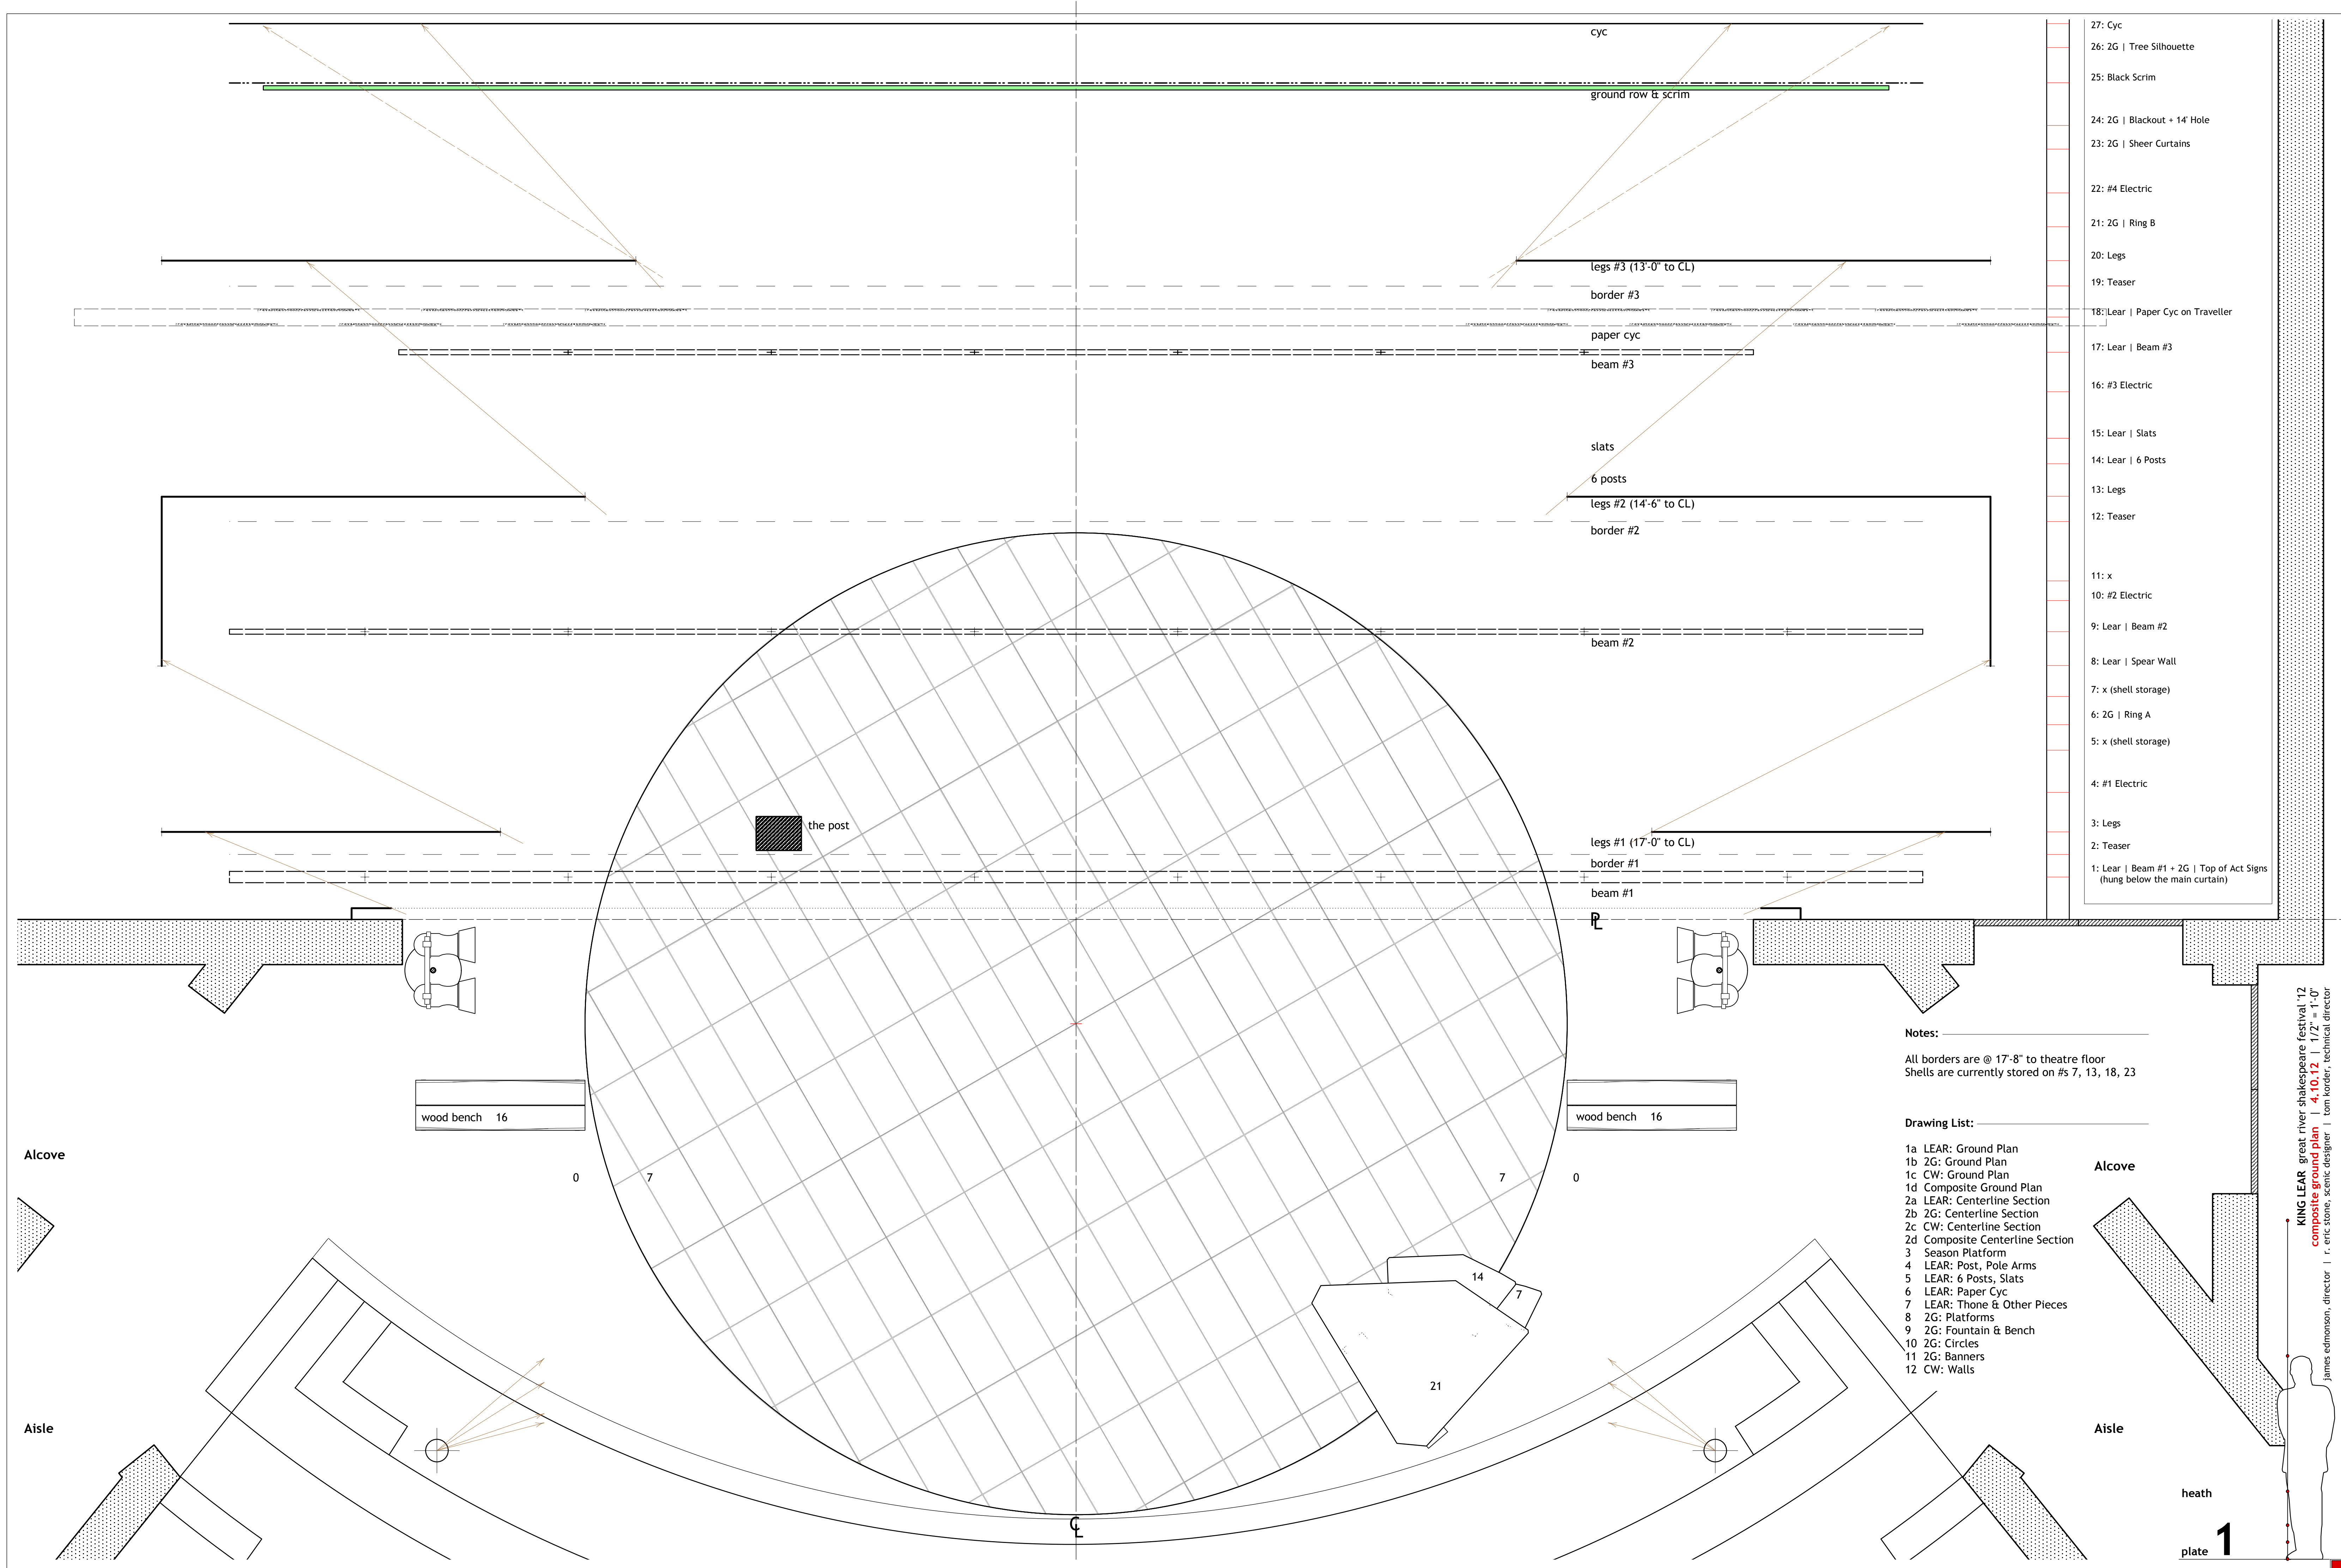 cyc
ground row & scrim
legs #3 (13'-0" to CL)
border #3
paper cyc
beam #3
slats
6 posts
legs #2 (14'-6" to CL)
border #2
beam #2
the post
legs #1 (17'-0" to CL)
border #1
beam #1
PL
27: Cyc
26: 2G | Tree Silhouette
25: Black Scrim
24: 2G | Blackout + 14' Hole
23: 2G | Sheer Curtains
22: #4 Electric
21: 2G | Ring B
20: Legs
19: Teaser
18: Lear | Paper Cyc on Traveller
17: Lear | Beam #3
16: #3 Electric
15: Lear | Slats
14: Lear | 6 Posts
13: Legs
12: Teaser
11: x
10: #2 Electric
9: Lear | Beam #2
8: Lear | Spear Wall
7: x (shell storage)
6: 2G | Ring A
5: x (shell storage)
4: #1 Electric
3: Legs
2: Teaser
1: Lear | Beam #1 + 2G | Top of Act Signs
(hung below the main curtain)
wood bench 16
wood bench 16
Alcove
0 7
7 0
14
7
21
Aisle
CL
Notes:
All borders are @ 17'-8" to theatre floor
Shells are currently stored on #s 7, 13, 18, 23
Drawing List:
1a LEAR: Ground Plan
1b 2G: Ground Plan
1c CW: Ground Plan
1d Composite Ground Plan
2a LEAR: Centerline Section
2b 2G: Centerline Section
2c CW: Centerline Section
2d Composite Centerline Section
3 Season Platform
4 LEAR: Post, Pole Arms
5 LEAR: 6 Posts, Slats
6 LEAR: Paper Cyc
7 LEAR: Thone & Other Pieces
8 2G: Platforms
9 2G: Fountain & Bench
10 2G: Circles
11 2G: Banners
12 CW: Walls
Alcove
Aisle
KING LEAR great river shakespeare festival '12
composite ground plan | 4.10.12 | 1/2" = 1'-0"
james edmonson, director | r. eric stone, scenic designer | tom korder, technical director
heath
plate 1